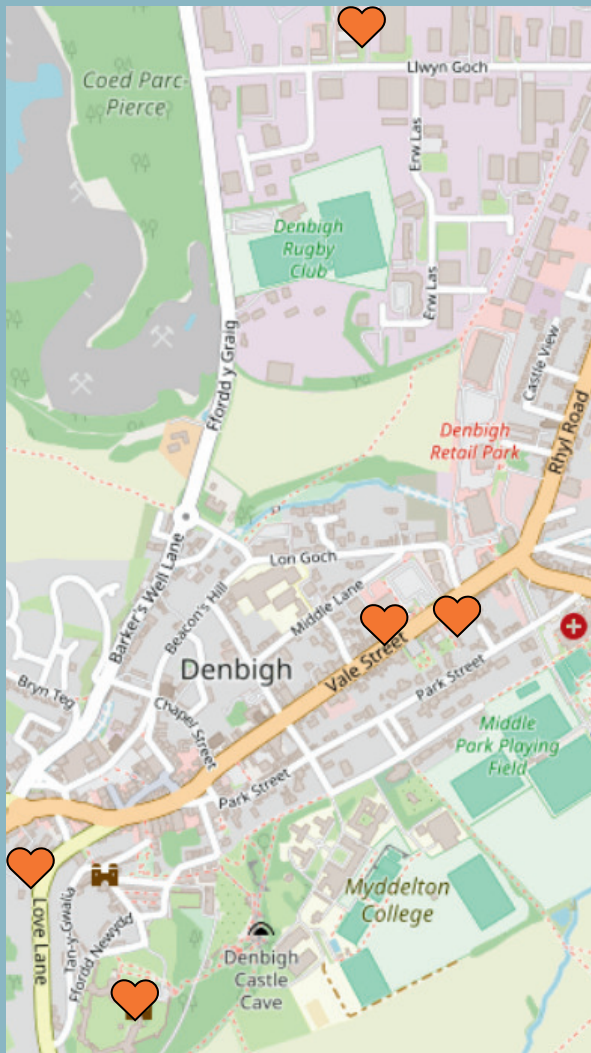 Llwyn Goch
Coed Parc-
Pierce
Erw Las
Denbigh
Rugby
Club
Erw Las
Ffordd y Graig
Castle View
Rhyl Road
Denbigh
Retail Park
Lon Goch
Barker's Well Lane
Beacon's Hill
Middle Lane
Denbigh
Vale Street
Park Street
Bryn Teg
Chapel Street
Middle
Park Playing
Field
Park Street
Myddelton
College
Love Lane
Tan-y-Gwalia
Ffordd Newydd
Denbigh
Castle
Cave